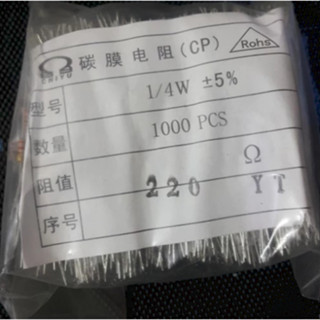 碳膜电阻(CP) Rohs
型号 1/4W ±5%
数量 1000 PCS
阻值 220 Ω YT
序号